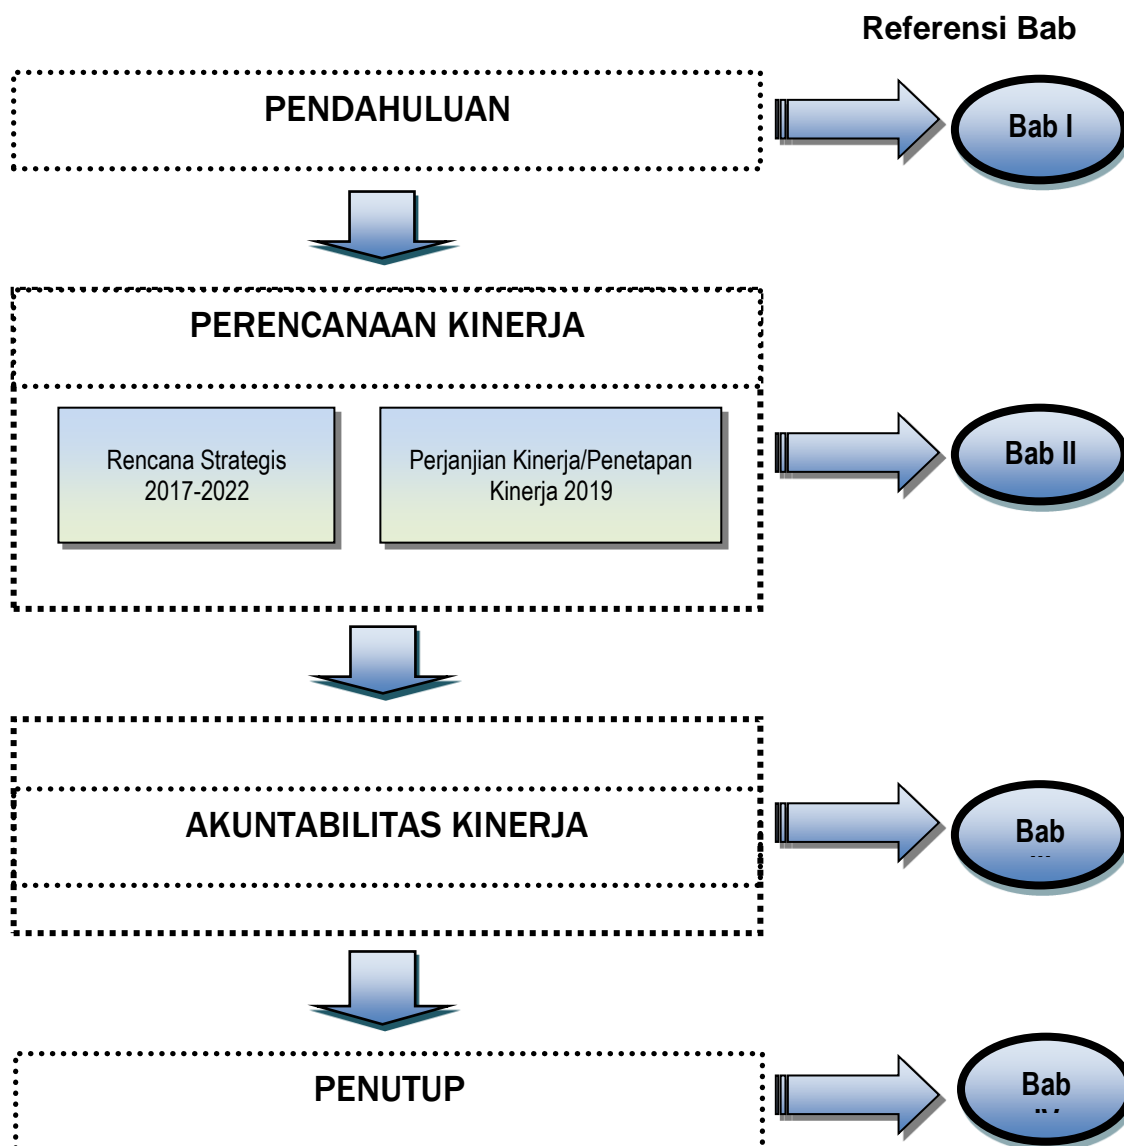 Referensi Bab
PENDAHULUAN
Bab I
PERENCANAAN KINERJA
Rencana Strategis
2017-2022
Perjanjian Kinerja/Penetapan
Kinerja 2019
Bab II
AKUNTABILITAS KINERJA
Bab
PENUTUP
Bab